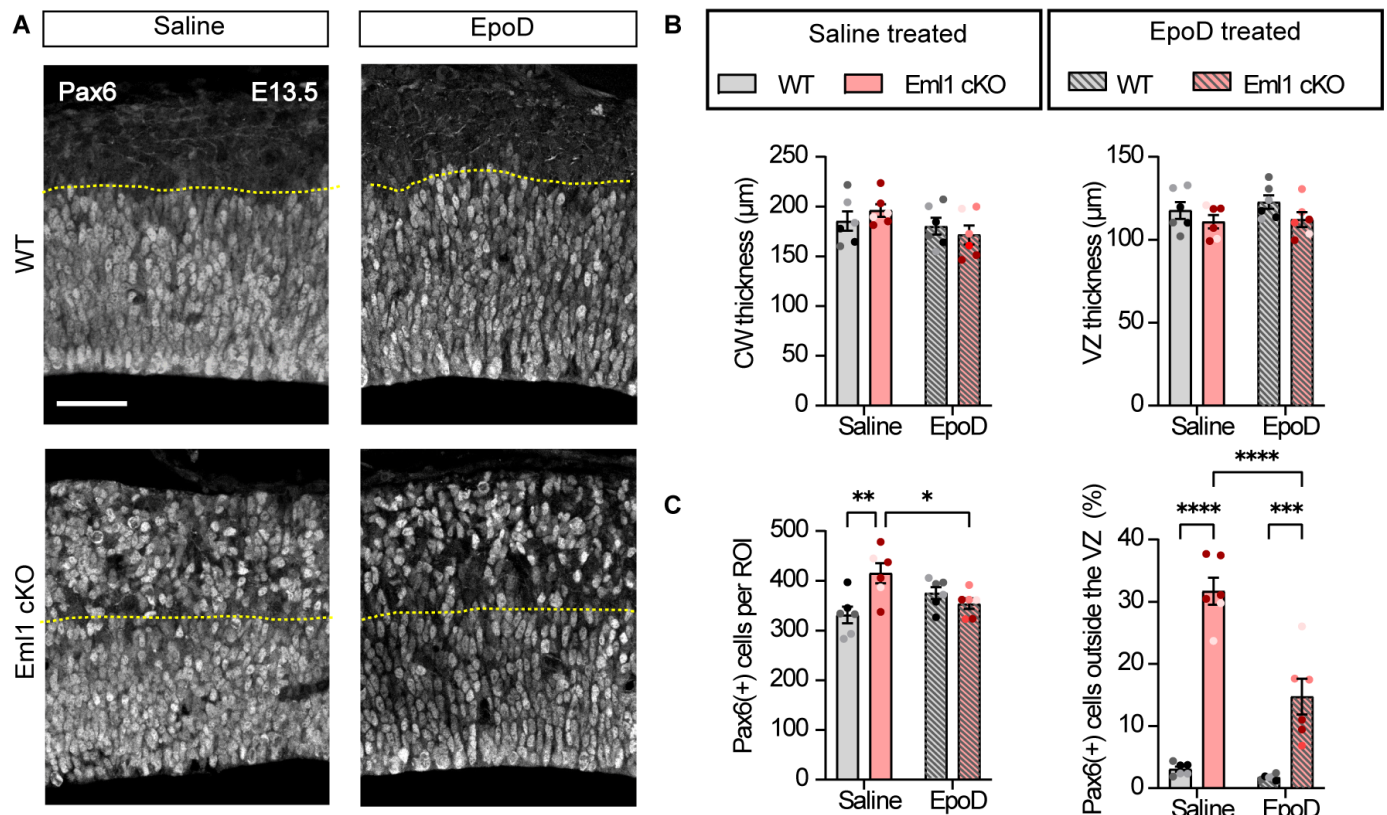 A
Saline
EpoD
WT
Pax6
E13.5
Eml1 cKO
B
Saline treated
WT
Eml1 cKO
EpoD treated
WT
Eml1 cKO
CW thickness (µm)
250
200
150
100
50
0
Saline
EpoD
VZ thickness (µm)
150
100
50
0
Saline
EpoD
C
Pax6(+) cells per ROI
500
400
300
200
100
0
**
*
Saline
EpoD
Pax6(+) cells outside the VZ (%)
40
30
20
10
0
****
****
***
Saline
EpoD